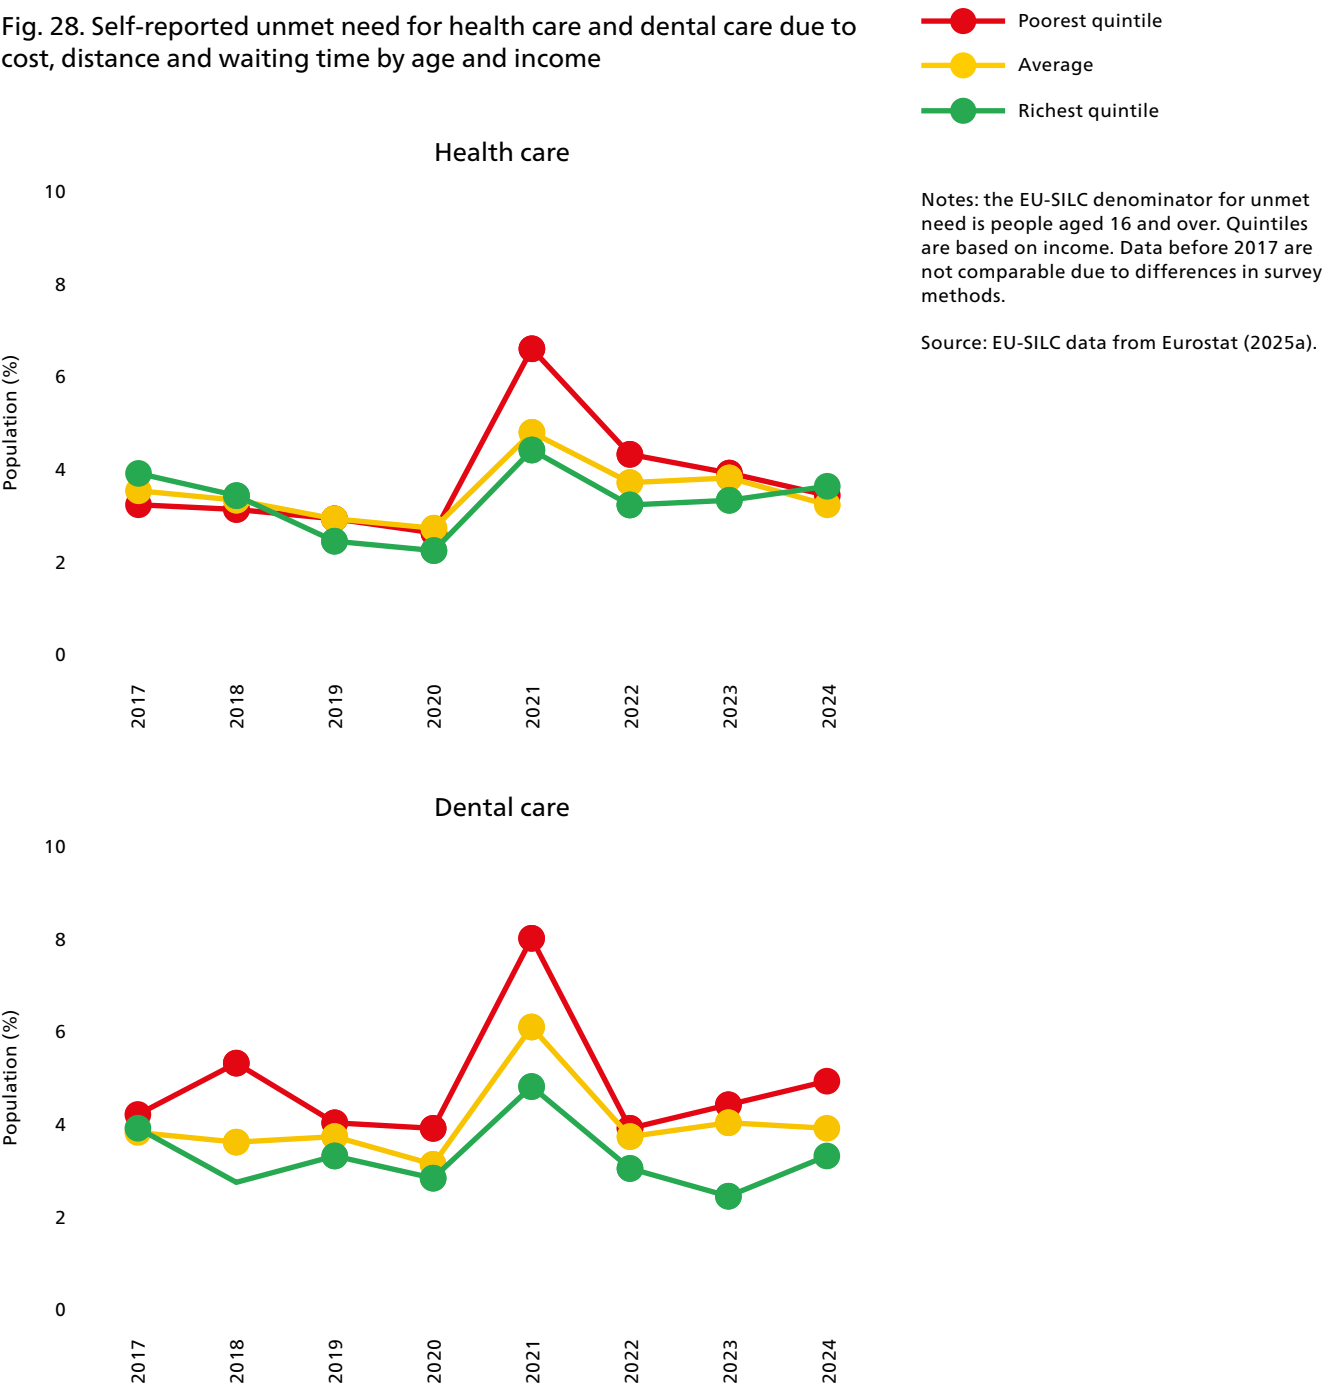 Fig. 28. Self-reported unmet need for health care and dental care due to
cost, distance and waiting time by age and income
Poorest quintile
Average
Richest quintile
Notes: the EU-SILC denominator for unmet
need is people aged 16 and over. Quintiles
are based on income. Data before 2017 are
not comparable due to differences in survey
methods.
Source: EU-SILC data from Eurostat (2025a).
Health care
Population (%)
10
8
6
4
2
0
2017
2018
2019
2020
2021
2022
2023
2024
Dental care
Population (%)
10
8
6
4
2
0
2017
2018
2019
2020
2021
2022
2023
2024